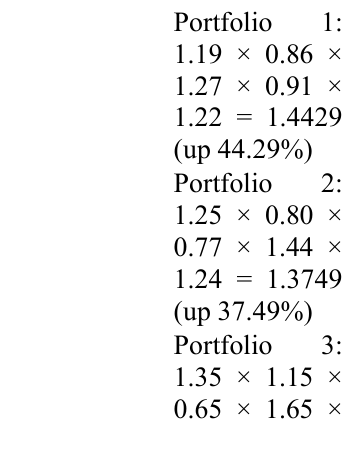 Portfolio 1:
1.19 × 0.86 ×
1.27 × 0.91 ×
1.22 = 1.4429
(up 44.29%)
Portfolio 2:
1.25 × 0.80 ×
0.77 × 1.44 ×
1.24 = 1.3749
(up 37.49%)
Portfolio 3:
1.35 × 1.15 ×
0.65 × 1.65 ×